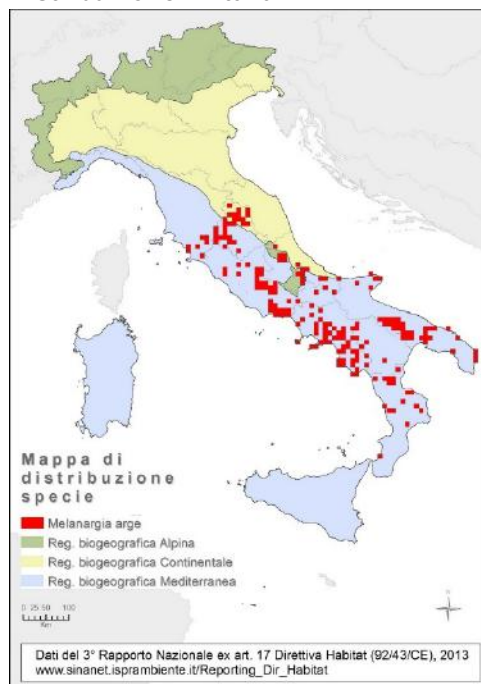 Mappa di
distribuzione
specie
Melanargia arge
Reg. biogeografica Alpina
Reg. biogeografica Continentale
Reg. biogeografica Mediterranea
0 25 50 100
Km
Dati del 3° Rapporto Nazionale ex art. 17 Direttiva Habitat (92/43/CE), 2013
www.sinanet.isprambiente.it/Reporting_Dir_Habitat